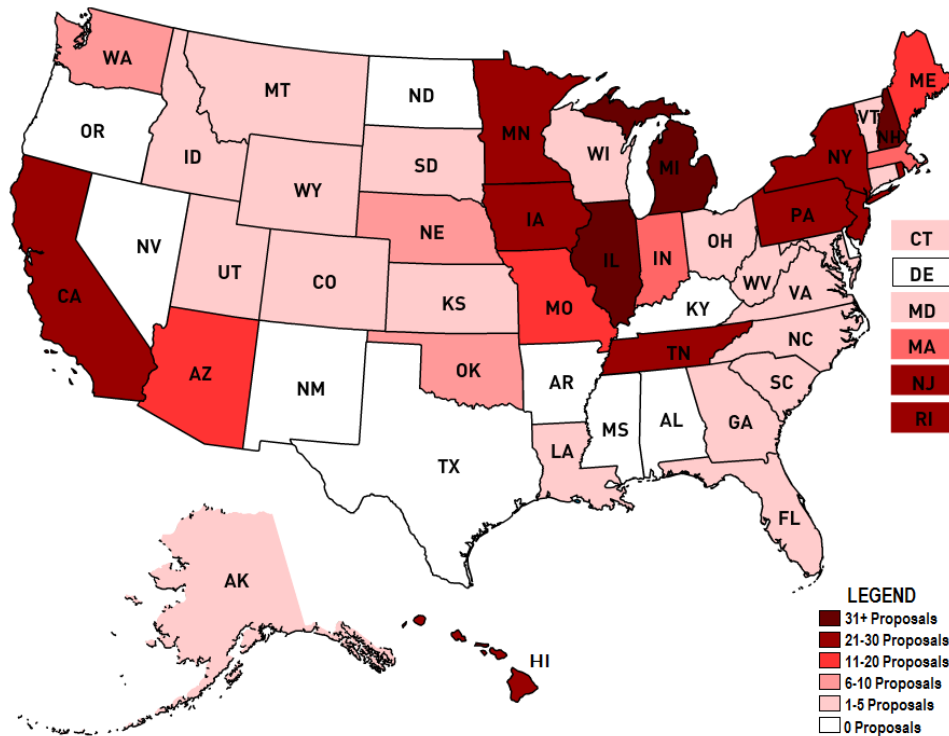 WA
ME
MT
ND
VT
OR
MN
NH
ID
SD
WI
NY
MI
WY
IA
PA
NE
CT
NV
OH
IL
IN
DE
UT
CO
WV
CA
KS
VA
MD
MO
KY
NC
MA
TN
AZ
OK
NM
AR
SC
NJ
MS
AL
GA
RI
LA
TX
FL
AK
LEGEND
31+ Proposals
21-30 Proposals
HI
11-20 Proposals
6-10 Proposals
1-5 Proposals
0 Proposals